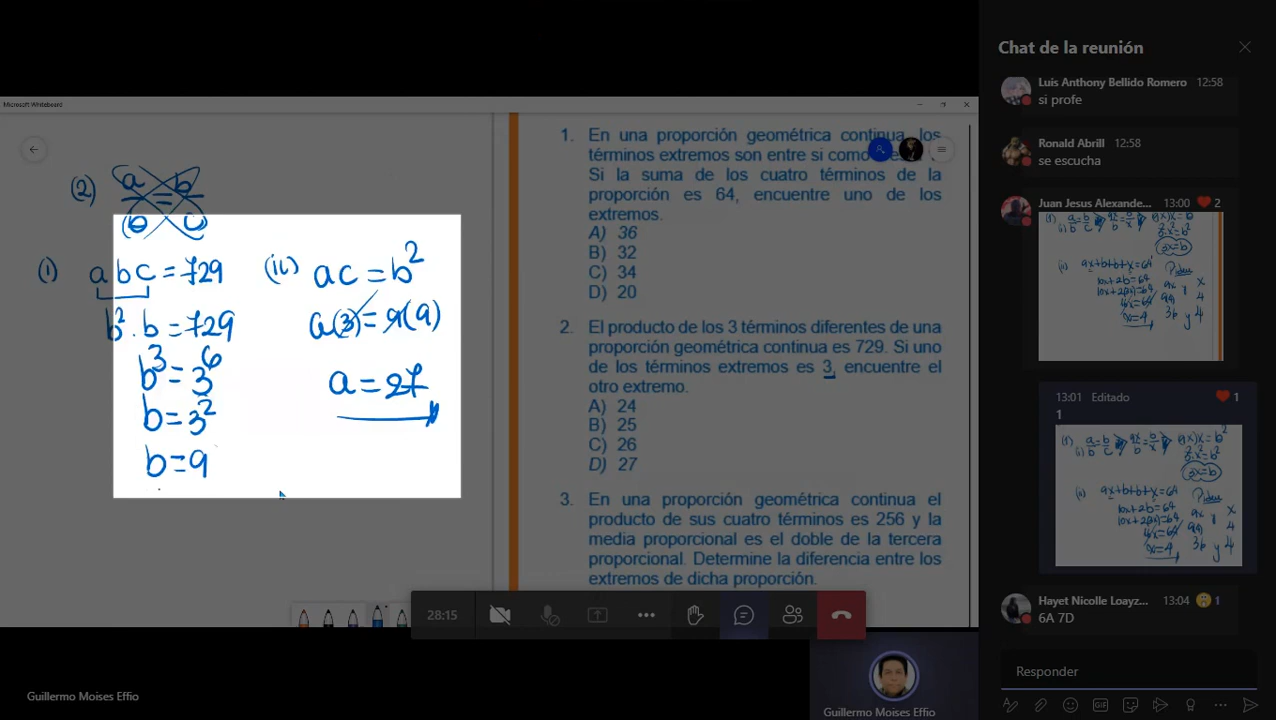 Microsoft Whiteboard
(2) a = b
b c
(i) abc = 729
b². b = 729
b³ = 3⁶
b = 3²
b = 9
(ii) ac = b²
a(3) = 9(9)
a = 27
1. En una proporción geométrica continua, los
términos extremos son entre si como
Si la suma de los cuatro términos de la
proporción es 64, encuentre uno de los
extremos.
A) 36
B) 32
C) 34
D) 20
2. El producto de los 3 términos diferentes de una
proporción geométrica continua es 729. Si uno
de los términos extremos es 3, encuentre el
otro extremo.
A) 24
B) 25
C) 26
D) 27
3. En una proporción geométrica continua el
producto de sus cuatro términos es 256 y la
media proporcional es el doble de la tercera
proporcional. Determine la diferencia entre los
extremos de dicha proporción.
28:15
Guillermo Moises Effio
Guillermo Moises Effio
Chat de la reunión
Luis Anthony Bellido Romero 12:58
si profe
Ronald Abrill 12:58
se escucha
Juan Jesus Alexande... 13:00 2
13:01 Editado 1
1
Hayet Nicolle Loayz... 13:04 1
6A 7D
Responder
GIF